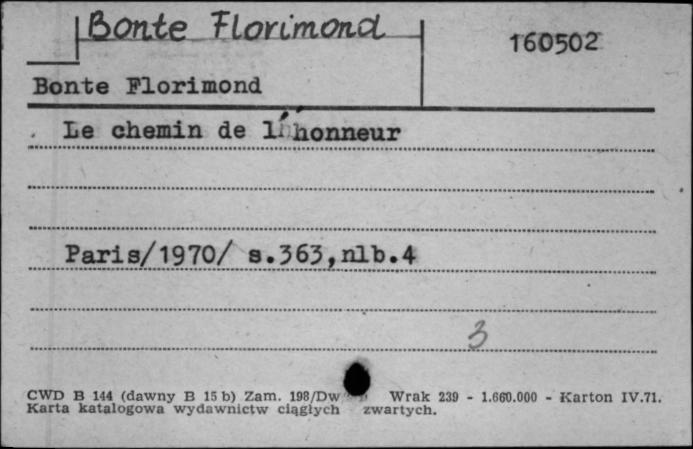 Bonte Florimond
160502
Bonte Florimond
Le chemin de l'honneur
Paris/1970/ s.363,nlb.4
3
CWD B 144 (dawny B 15 b) Zam. 198/Dw Wrak 239 - 1.660.000 - Karton IV.71.
Karta katalogowa wydawnictw ciągłych zwartych.